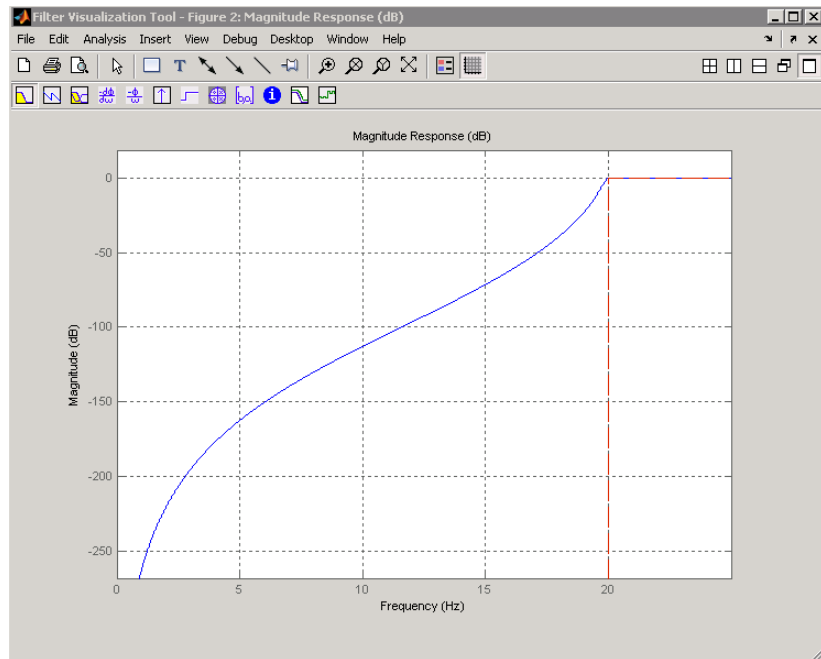 Filter Visualization Tool - Figure 2: Magnitude Response (dB)
File Edit Analysis Insert View Debug Desktop Window Help
T
Magnitude Response (dB)
Magnitude (dB)
0
-50
-100
-150
-200
-250
0 5 10 15 20
Frequency (Hz)